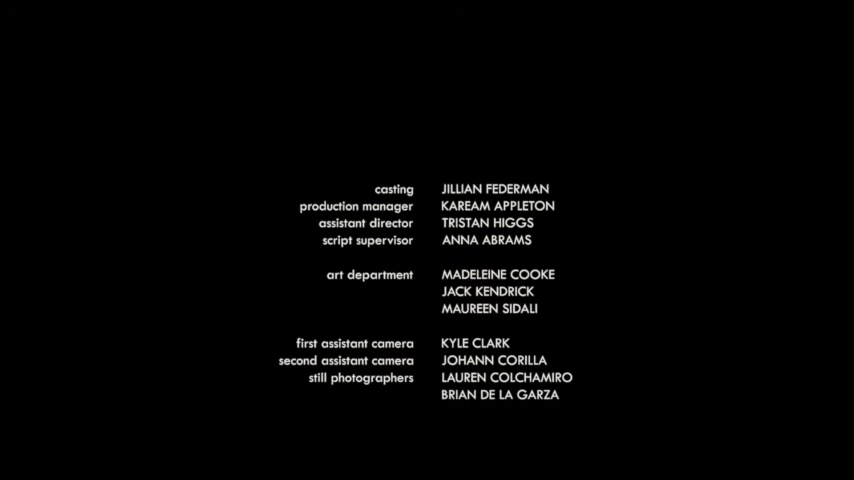 casting JILLIAN FEDERMAN
production manager KAREAM APPLETON
assistant director TRISTAN HIGGS
script supervisor ANNA ABRAMS
art department MADELEINE COOKE
JACK KENDRICK
MAUREEN SIDALI
first assistant camera KYLE CLARK
second assistant camera JOHANN CORILLA
still photographers LAUREN COLCHAMIRO
BRIAN DE LA GARZA